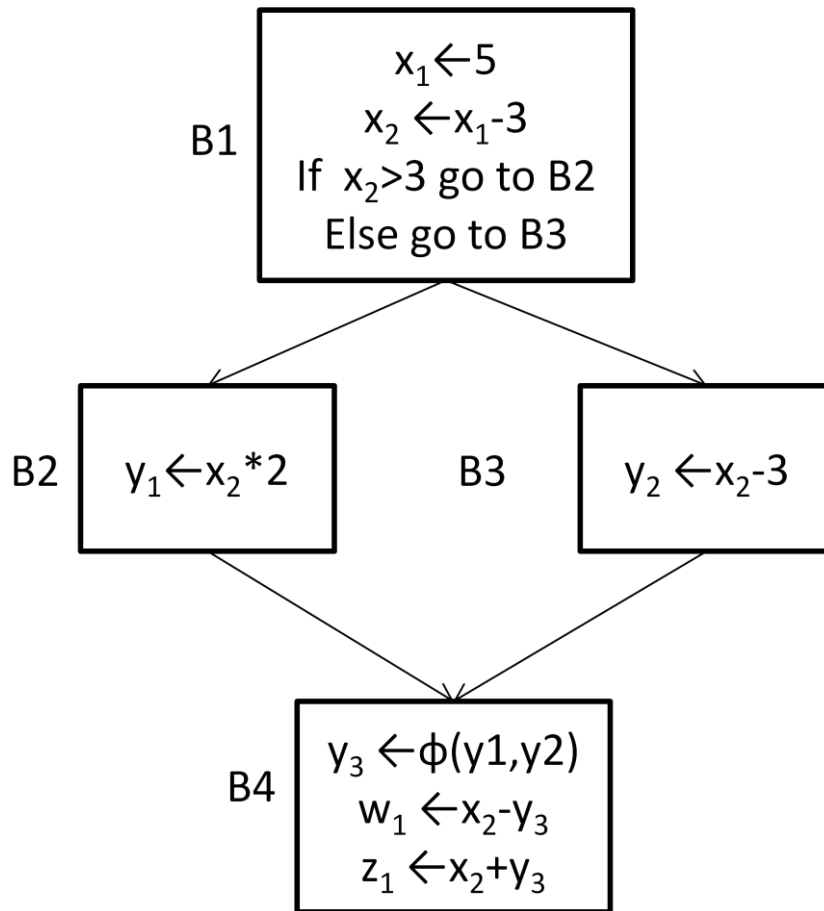 x₁←5
B1
x₂ ←x₁-3
If x₂>3 go to B2
Else go to B3
B2
y₁←x₂*2
B3
y₂ ←x₂-3
B4
y₃ ←ϕ(y1,y2)
w₁ ←x₂-y₃
z₁ ←x₂+y₃